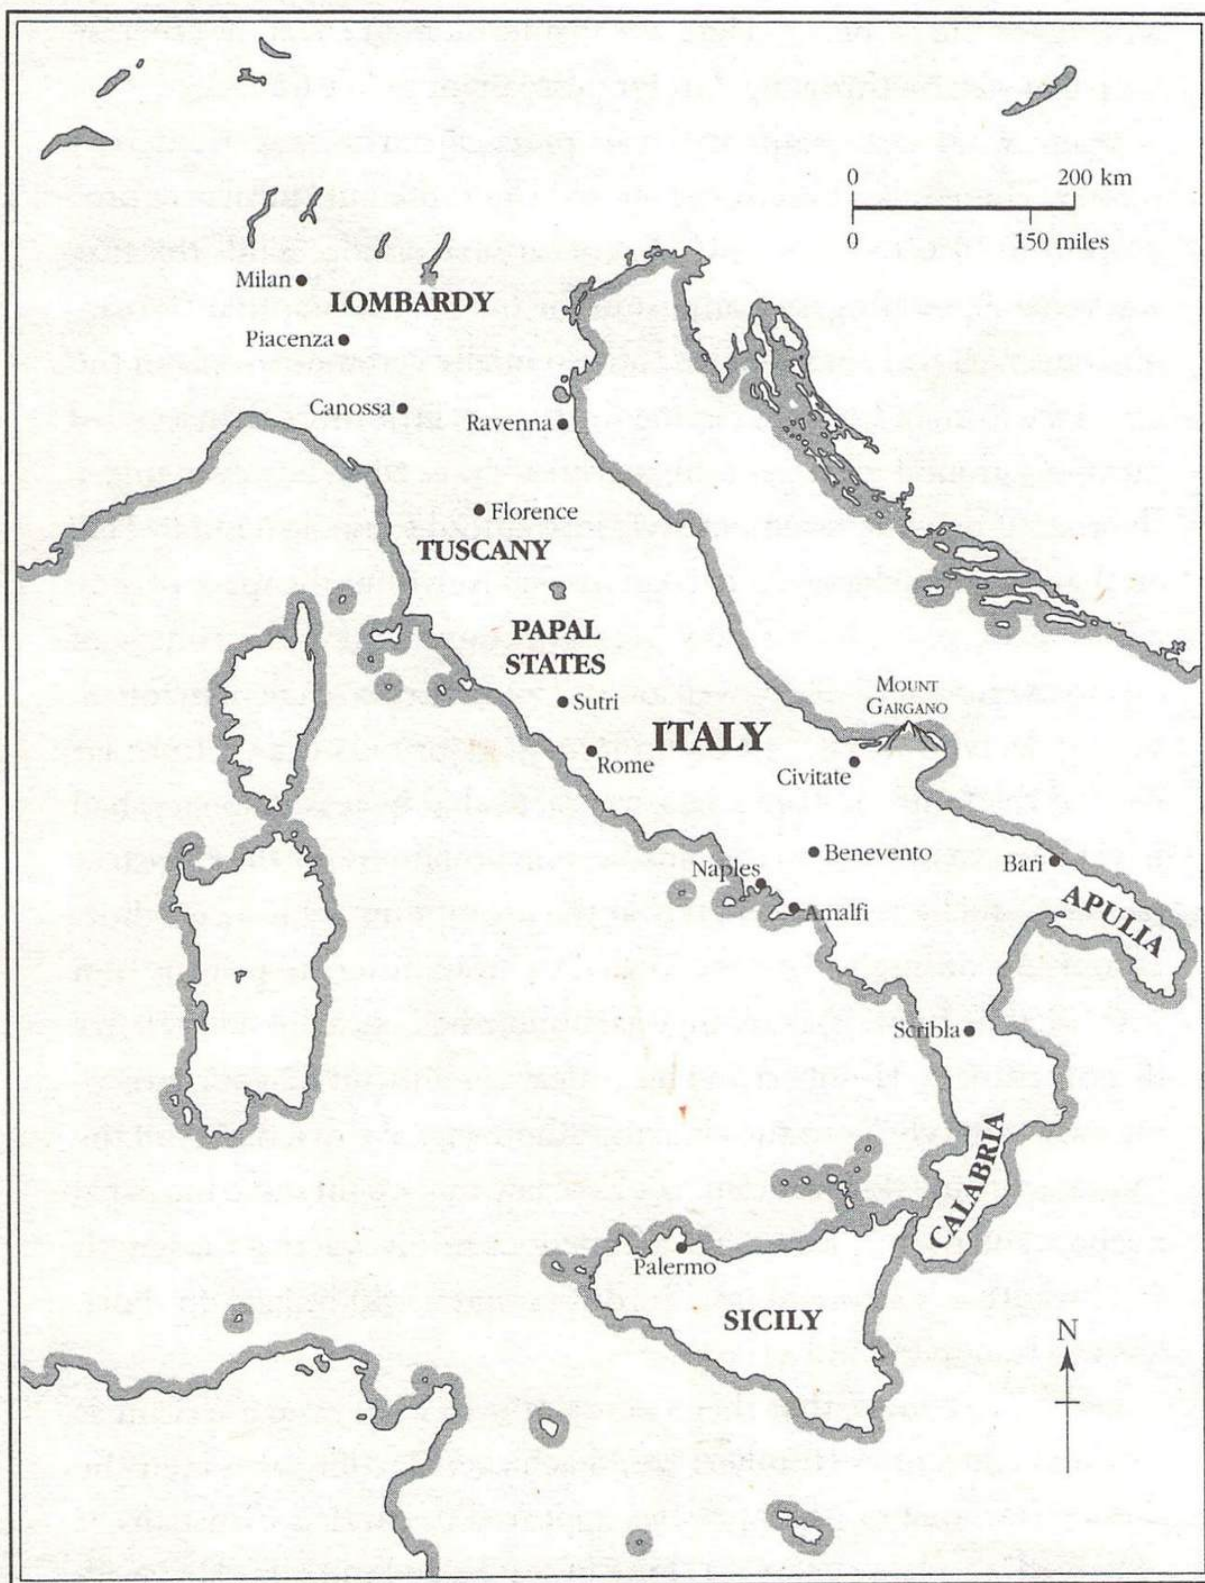 0 200 km
0 150 miles
Milan
LOMBARDY
Piacenza
Canossa
Ravenna
Florence
TUSCANY
PAPAL
STATES
Sutri
MOUNT
GARGANO
ITALY
Rome
Civitate
Benevento
Bari
Naples
Amalfi
APULIA
Scribla
CALABRIA
Palermo
SICILY
N